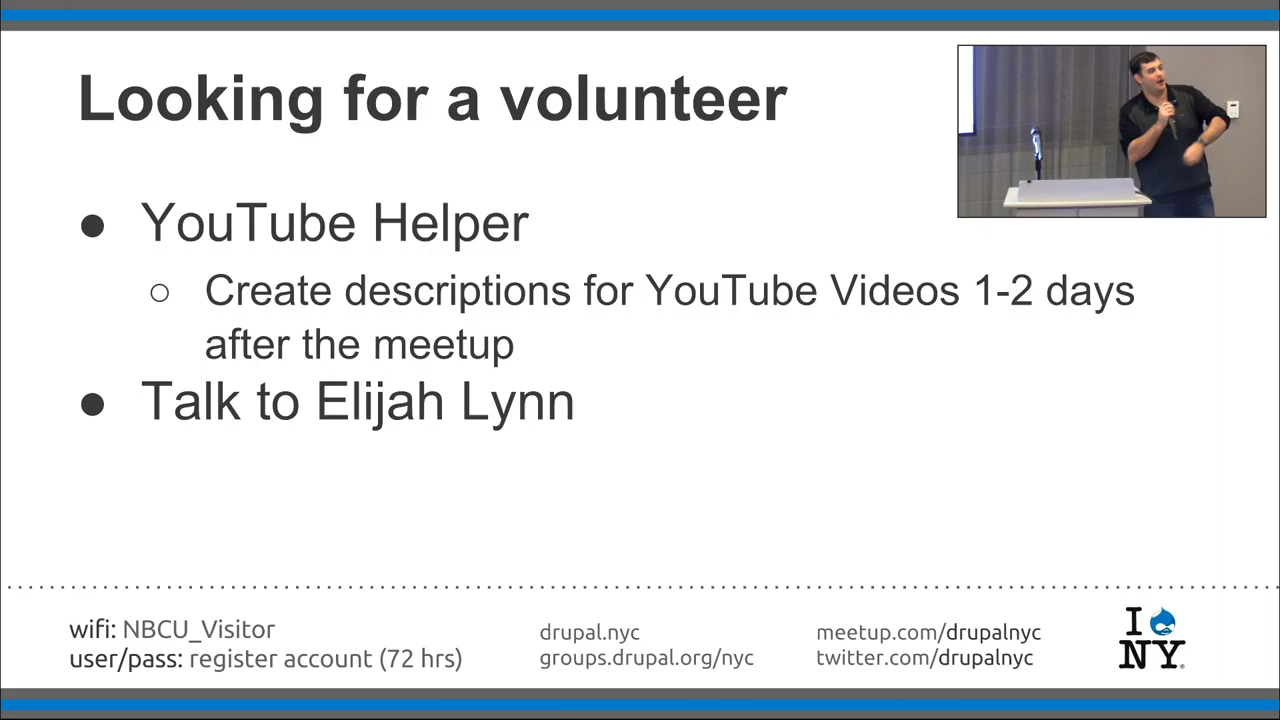 Looking for a volunteer
● YouTube Helper
○ Create descriptions for YouTube Videos 1-2 days
after the meetup
● Talk to Elijah Lynn
wifi: NBCU_Visitor
user/pass: register account (72 hrs)
drupal.nyc
groups.drupal.org/nyc
meetup.com/drupalnyc
twitter.com/drupalnyc
I
NY®